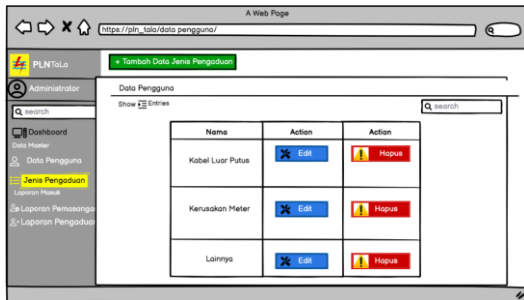 A Web Page
https://pln_tala/data pengguna/
PLNTaLa
+ Tambah Data Jenis Pengaduan
Administrator
Data Pengguna
Show Entries
search
search
Dashboard
Data Master
Data Pengguna
Jenis Pengaduan
Laporan Masuk
Laporan Pemasanga
Laporan Pengadua
Nama Action Action
Kabel Luar Putus Edit Hapus
Kerusakan Meter Edit Hapus
Lainnya Edit Hapus